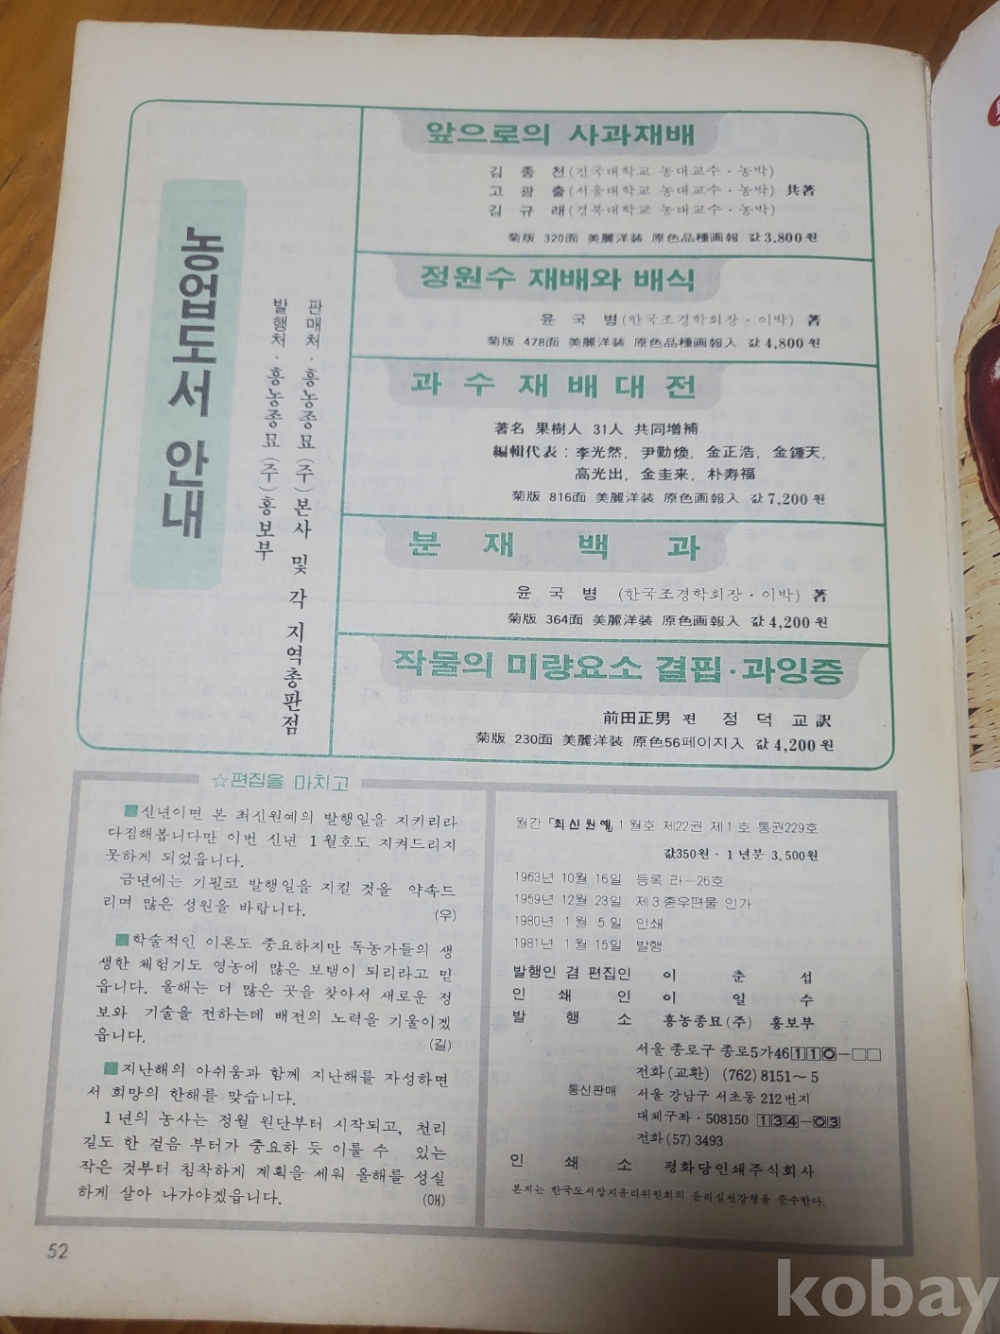 농업도서 안내
판매처·흥농종묘(주)본사 및 각 지역총판점
발행처·흥농종묘(주)홍보부
앞으로의 사과재배
김종천(건국대학교 농대교수·농박)
고광출(서울대학교 농대교수·농박) 共著
김규래(경북대학교 농대교수·농박)
菊版 320面 美麗洋装 原色品種画報 값3,800원
정원수 재배와 배식
윤국병(한국조경학회장·이박) 著
菊版 478面 美麗洋装 原色品種画報入 값4,800원
과수재배대전
著名 果樹人 31人 共同増補
編輯代表: 李光然, 尹勤煥, 金正浩, 金鍾天,
高光出, 金圭来, 朴寿福
菊版 816面 美麗洋装 原色画報入 값7,200원
분재백과
윤국병 (한국조경학회장·이박) 著
菊版 364面 美麗洋装 原色画報入 값4,200원
작물의 미량요소 결핍·과잉증
前田正男 편 정덕교 訳
菊版 230面 美麗洋装 原色56페이지入 값4,200원
☆편집을 마치고
■신년이면 본 최신원예의 발행일을 지키리라
다짐해봅니다만 이번 신년 1월호도 지켜드리지
못하게 되었읍니다.
금년에는 기필코 발행일을 지킬 것을 약속드
리며 많은 성원을 바랍니다. (우)
■학술적인 이론도 중요하지만 독농가들의 생
생한 체험기도 영농에 많은 보탬이 되리라고 믿
읍니다. 올해는 더 많은 곳을 찾아서 새로운 정
보와 기술을 전하는데 배전의 노력을 기울이겠
읍니다. (길)
■지난해의 아쉬움과 함께 지난해를 자성하면
서 희망의 한해를 맞습니다.
1년의 농사는 정월 원단부터 시작되고, 천리
길도 한 걸음 부터가 중요하 듯 이룰 수 있는
작은 것부터 침착하게 계획을 세워 올해를 성실
하게 살아 나가야겠읍니다. (애)
월간「최신원예」1월호 제22권 제1호 통권229호
값350원·1년분 3,500원
1963년 10월 16일 등록 라-26호
1959년 12월 23일 제3종우편물 인가
1980년 1월 5일 인쇄
1981년 1월 15일 발행
발행인 겸 편집인 이춘섭
인쇄인 이일수
발행소 흥농종묘(주) 홍보부
서울 종로구 종로5가46 110-□□
전화(교환) (762)8151~5
통신판매 서울 강남구 서초동 212번지
대체구좌·508150 134-03
전화(57)3493
인쇄소 평화당인쇄주식회사
본지는 한국도서잡지윤리위원회의 윤리실천강령을 준수한다.
52
kobay